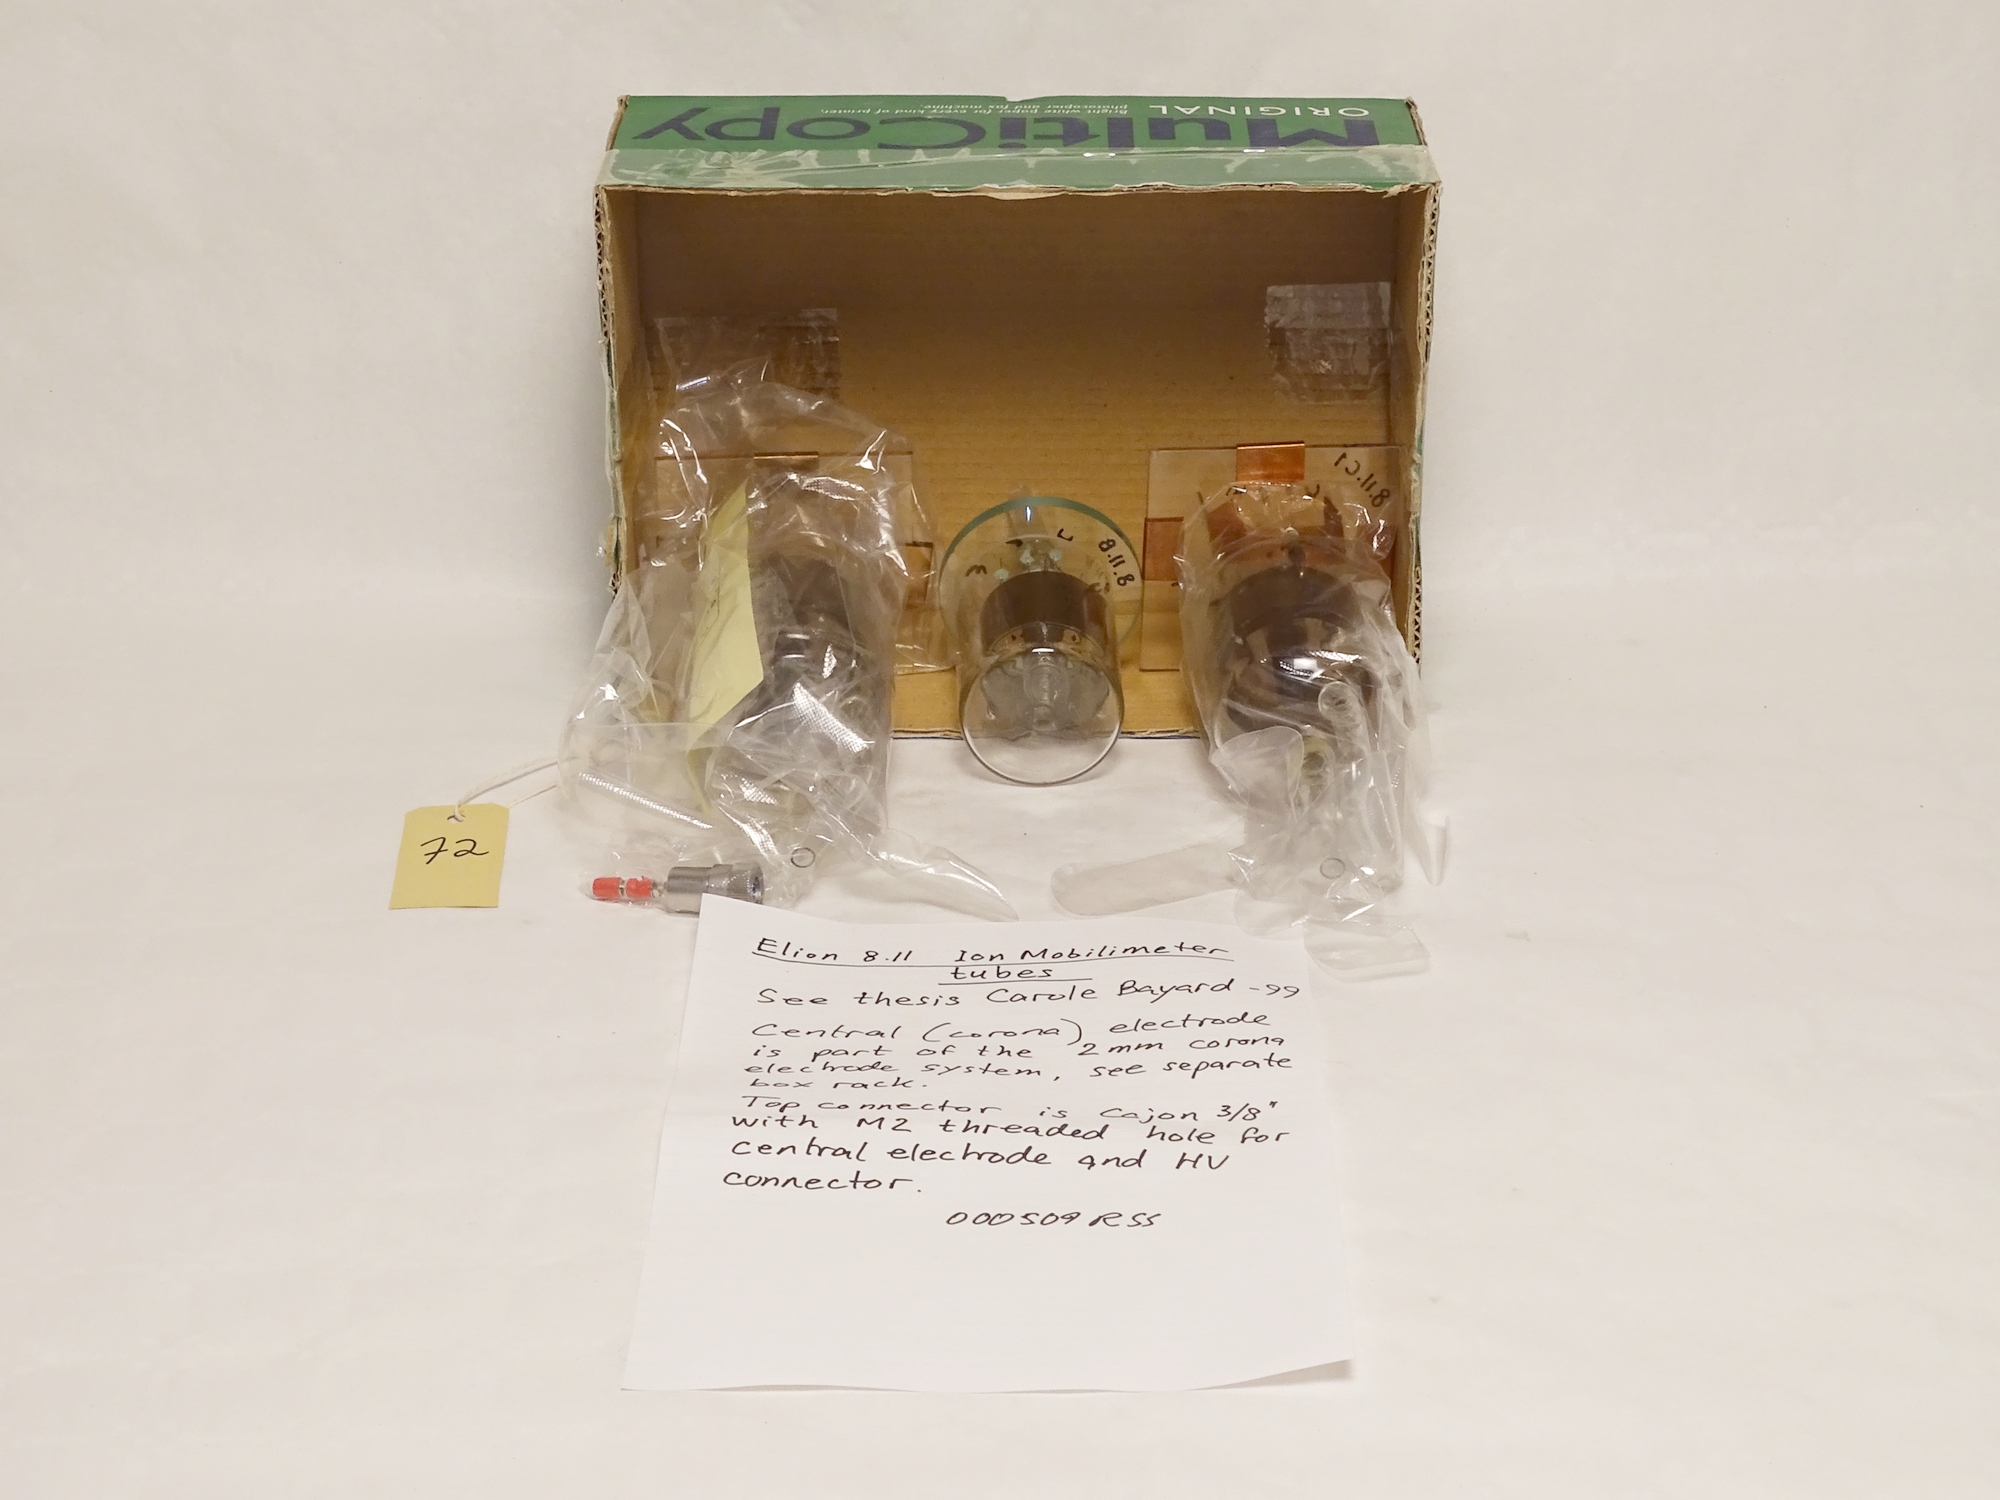 MultiCopy
ORIGINAL
Bright white paper for every kind of printer,
photocopier and fax machine.
8.11.C1
8.11.8
72
Elion 8.11 Ion Mobilimeter
tubes
See thesis Carole Bayard -99
Central (corona) electrode
is part of the 2mm corona
electrode system, see separate
box rack.
Top connector is Cajon 3/8"
with M2 threaded hole for
central electrode and HV
connector.
000509 RSS